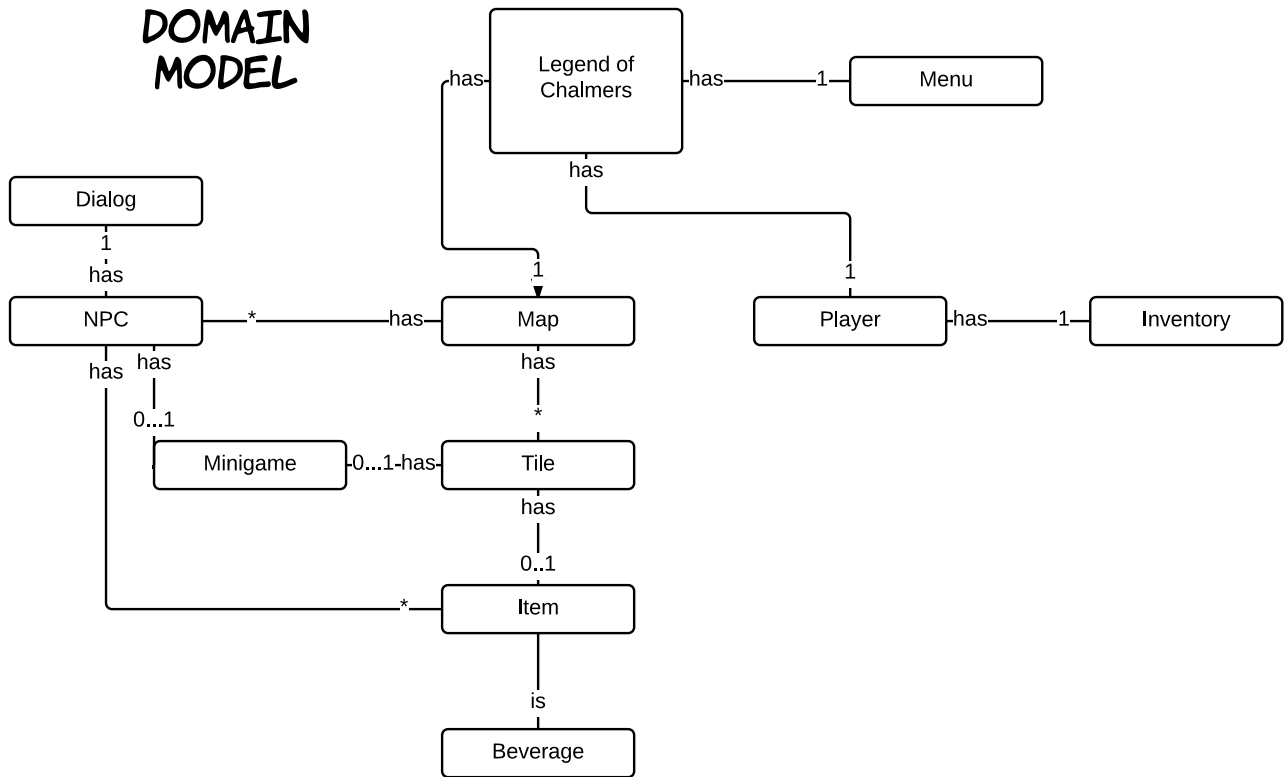 DOMAIN
MODEL
Legend of
Chalmers
has
has
1
Menu
has
Dialog
1
has
1
1
NPC
*
has
Map
Player
has
1
Inventory
has
has
has
0...1
*
Minigame
0...1
has
Tile
has
0..1
*
Item
is
Beverage